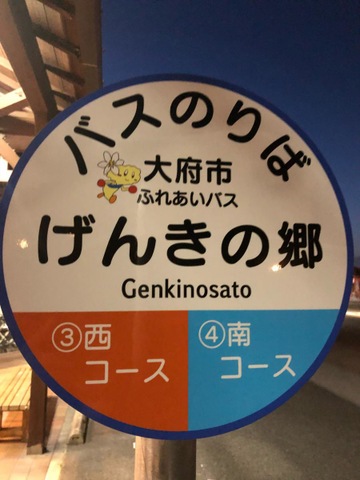 バスのりば
大府市
ふれあいバス
げんきの郷
Genkinosato
③西
コース
④南
コース